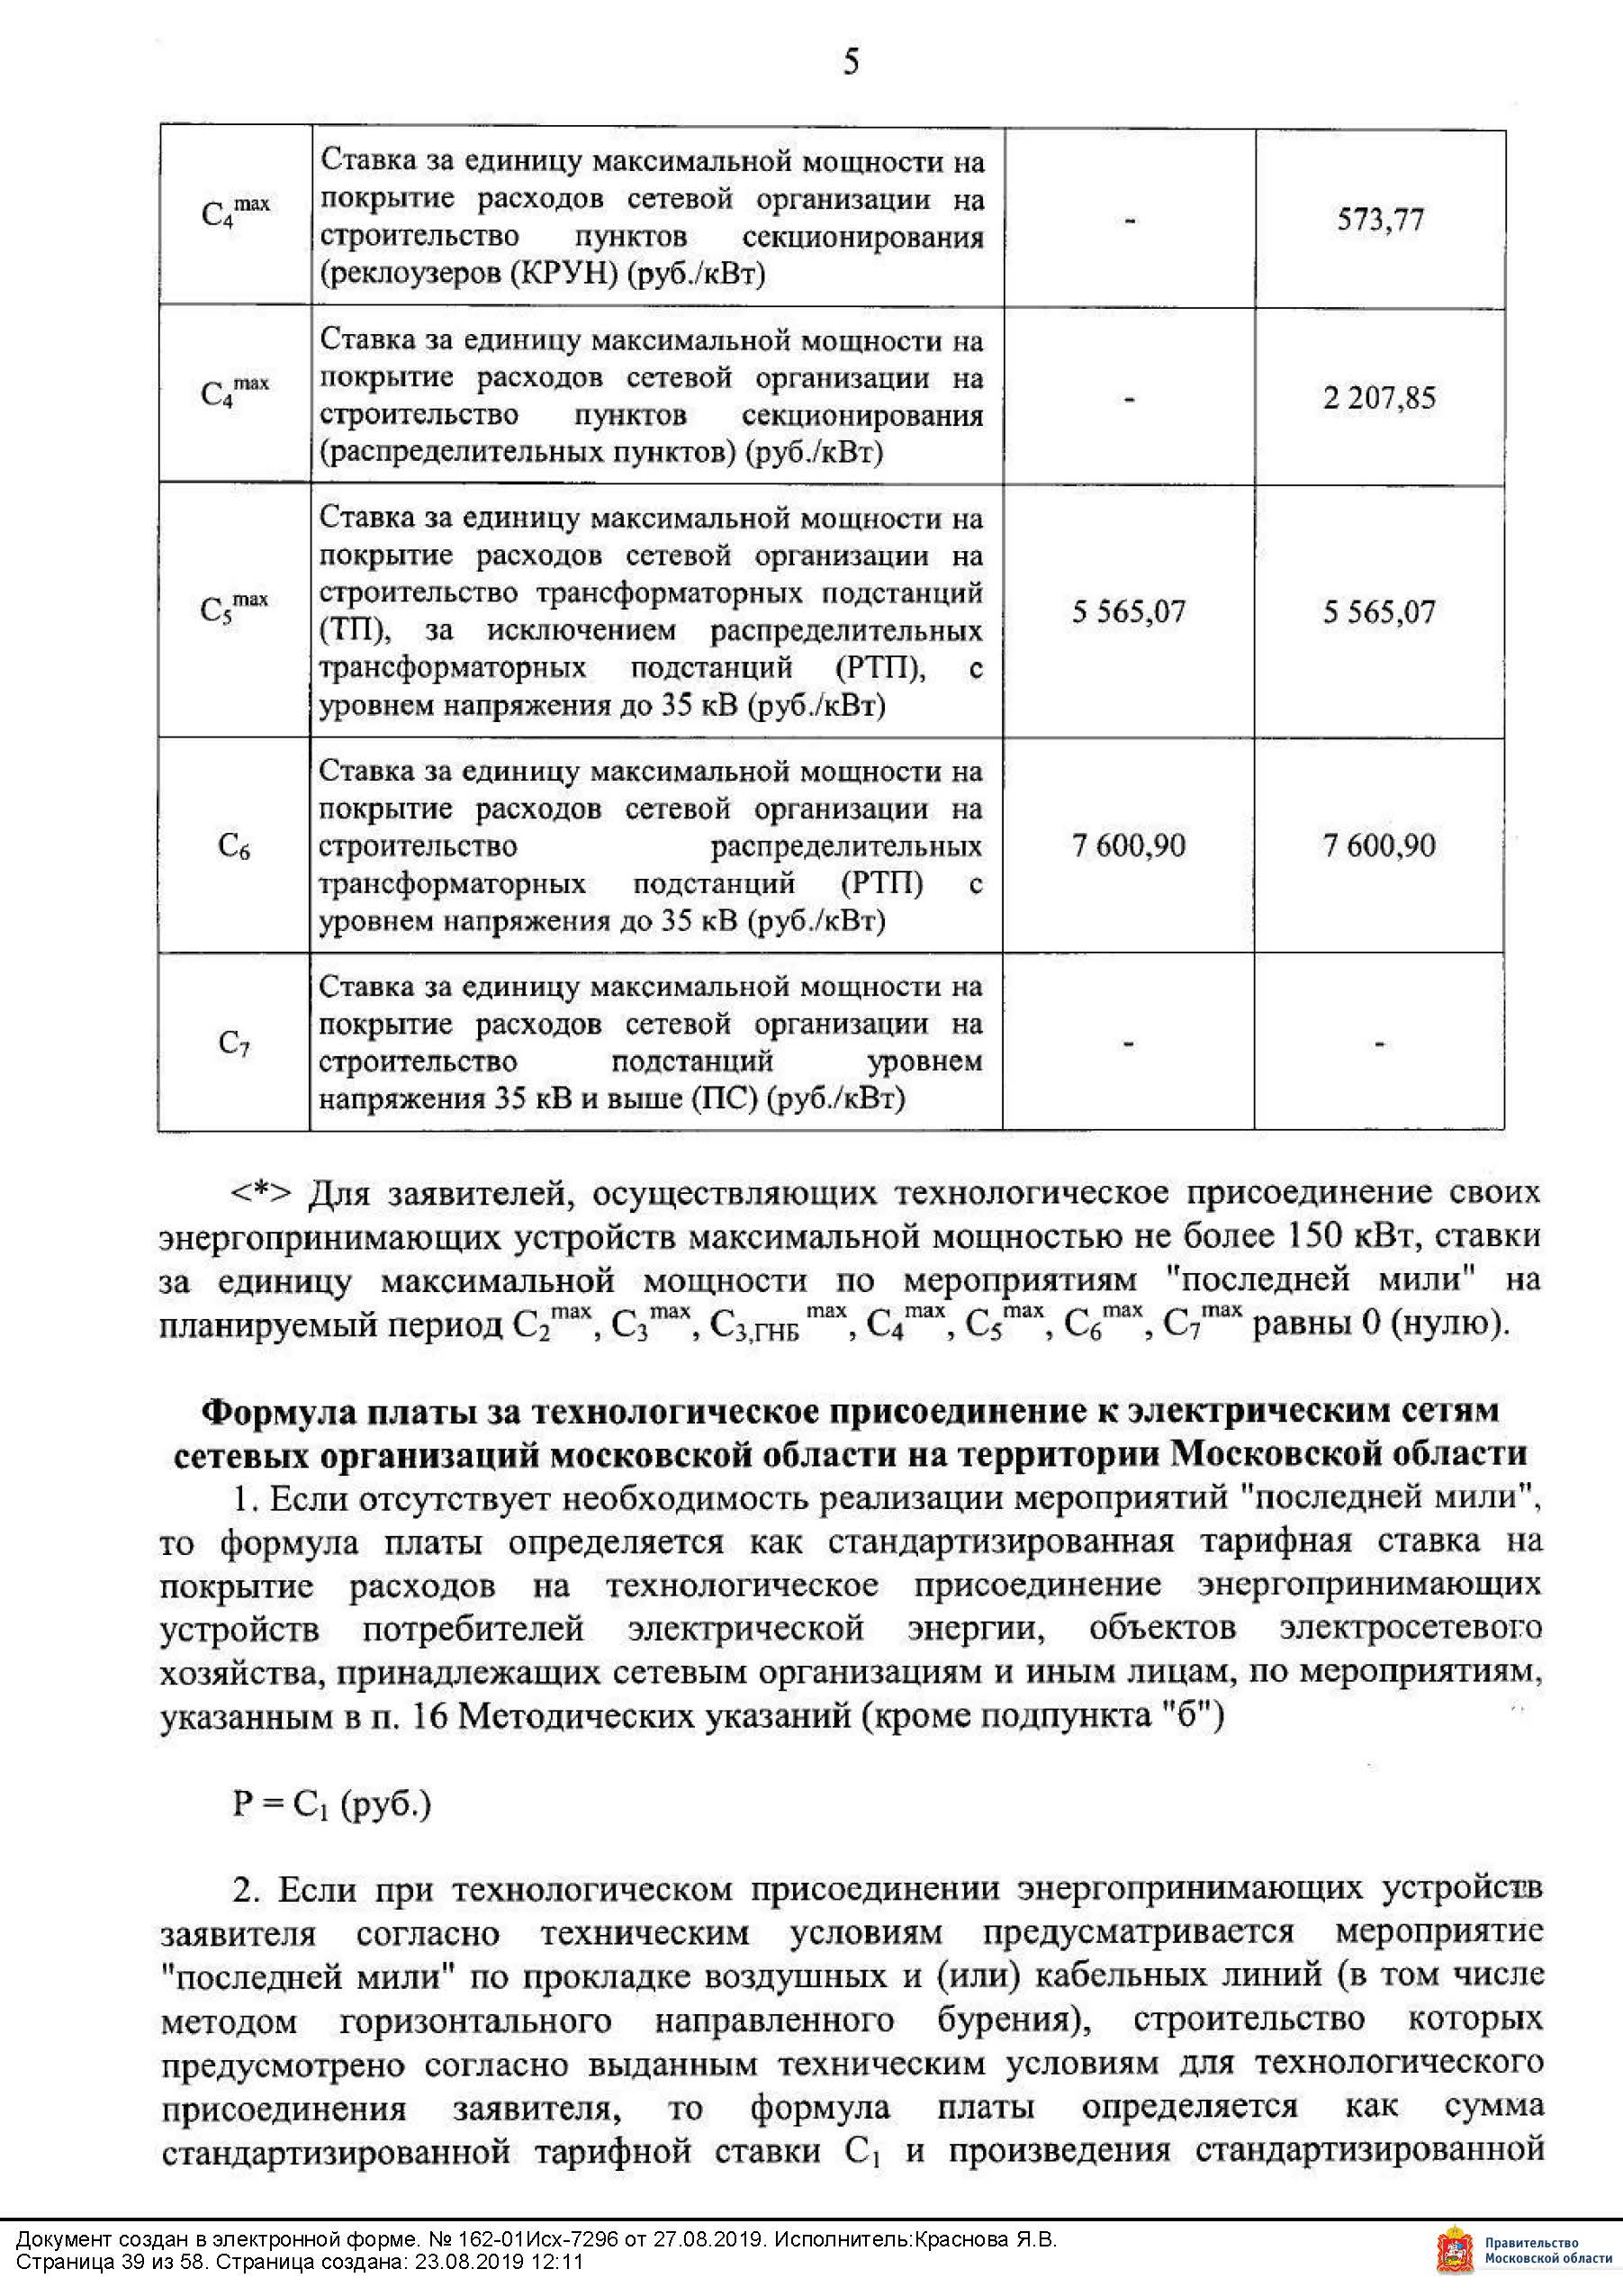 5
C₄ᵐᵃˣ
Ставка за единицу максимальной мощности на
покрытие расходов сетевой организации на
строительство пунктов секционирования
(реклоузеров (КРУН) (руб./кВт)
-
573,77
C₄ᵐᵃˣ
Ставка за единицу максимальной мощности на
покрытие расходов сетевой организации на
строительство пунктов секционирования
(распределительных пунктов) (руб./кВт)
-
2 207,85
C₅ᵐᵃˣ
Ставка за единицу максимальной мощности на
покрытие расходов сетевой организации на
строительство трансформаторных подстанций
(ТП), за исключением распределительных
трансформаторных подстанций (РТП), с
уровнем напряжения до 35 кВ (руб./кВт)
5 565,07
5 565,07
C₆
Ставка за единицу максимальной мощности на
покрытие расходов сетевой организации на
строительство распределительных
трансформаторных подстанций (РТП) с
уровнем напряжения до 35 кВ (руб./кВт)
7 600,90
7 600,90
C₇
Ставка за единицу максимальной мощности на
покрытие расходов сетевой организации на
строительство подстанций уровнем
напряжения 35 кВ и выше (ПС) (руб./кВт)
-
-
<*> Для заявителей, осуществляющих технологическое присоединение своих
энергопринимающих устройств максимальной мощностью не более 150 кВт, ставки
за единицу максимальной мощности по мероприятиям "последней мили" на
планируемый период C₂ᵐᵃˣ, C₃ᵐᵃˣ, C₃,ГНБ ᵐᵃˣ, C₄ᵐᵃˣ, C₅ᵐᵃˣ, C₆ᵐᵃˣ, C₇ᵐᵃˣ равны 0 (нулю).
Формула платы за технологическое присоединение к электрическим сетям
сетевых организаций московской области на территории Московской области
1. Если отсутствует необходимость реализации мероприятий "последней мили",
то формула платы определяется как стандартизированная тарифная ставка на
покрытие расходов на технологическое присоединение энергопринимающих
устройств потребителей электрической энергии, объектов электросетевого
хозяйства, принадлежащих сетевым организациям и иным лицам, по мероприятиям,
указанным в п. 16 Методических указаний (кроме подпункта "б")
P = C₁ (руб.)
2. Если при технологическом присоединении энергопринимающих устройств
заявителя согласно техническим условиям предусматривается мероприятие
"последней мили" по прокладке воздушных и (или) кабельных линий (в том числе
методом горизонтального направленного бурения), строительство которых
предусмотрено согласно выданным техническим условиям для технологического
присоединения заявителя, то формула платы определяется как сумма
стандартизированной тарифной ставки C₁ и произведения стандартизированной
Документ создан в электронной форме. № 162-01Исх-7296 от 27.08.2019. Исполнитель:Краснова Я.В.
Страница 39 из 58. Страница создана: 23.08.2019 12:11
Правительство
Московской области